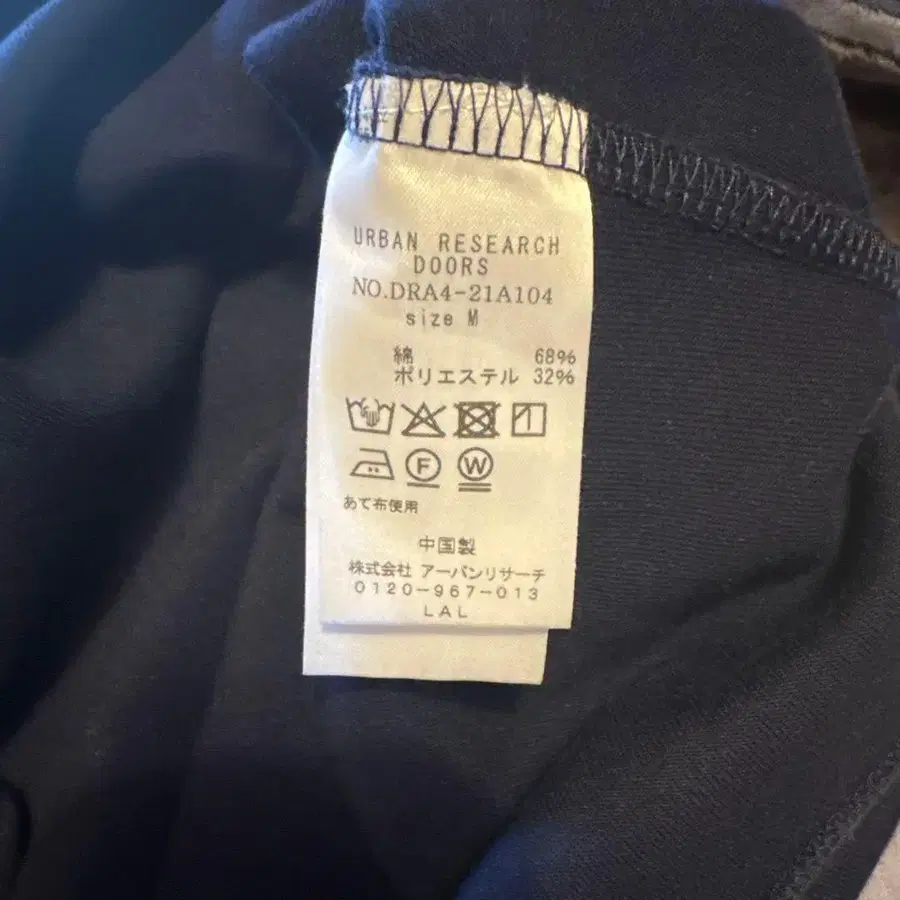 URBAN RESEARCH
DOORS
NO.DRA4-21A104
size M
綿 68%
ポリエステル 32%
F W
あて布使用
中国製
株式会社 アーバンリサーチ
0120-967-013
LAL